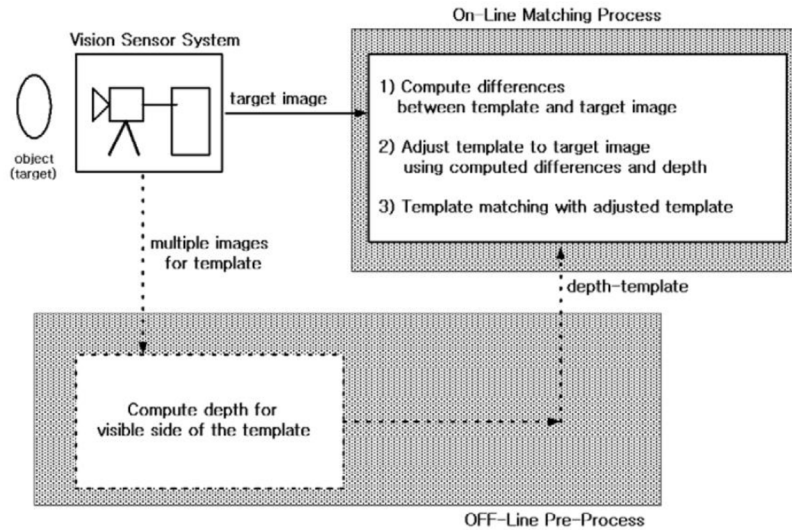 On-Line Matching Process
Vision Sensor System
1) Compute differences
between template and target image
target image
2) Adjust template to target image
using computed differences and depth
object
(target)
3) Template matching with adjusted template
multiple images
for template
depth-template
Compute depth for
visible side of the template
OFF-Line Pre-Process